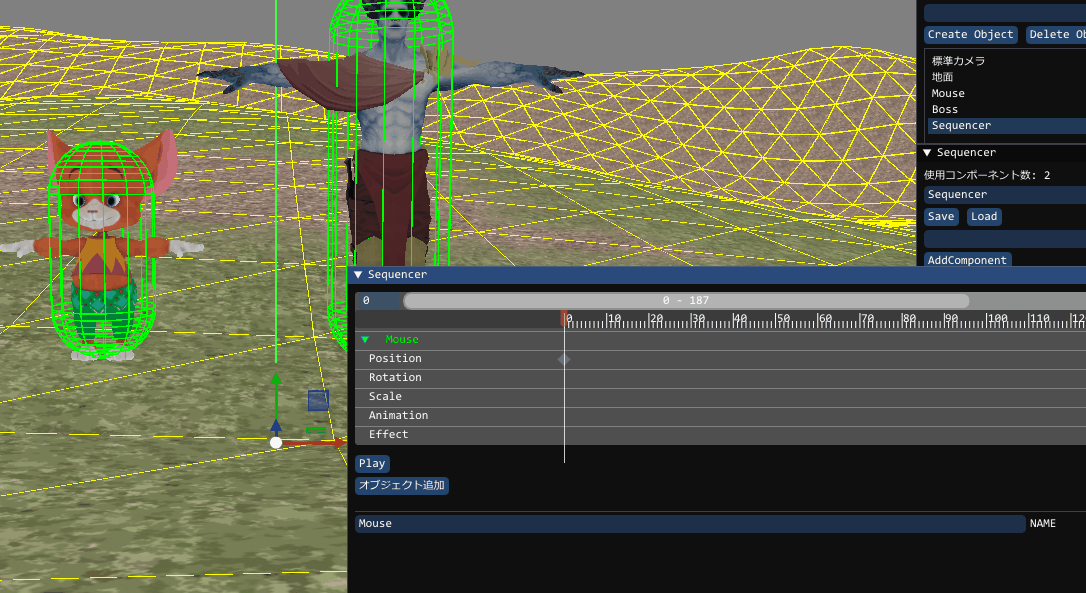 Create Object Delete Ob
標準カメラ
地面
Mouse
Boss
Sequencer
Sequencer
使用コンポーネント数: 2
Sequencer
Save Load
AddComponent
Sequencer
0 0 - 187
0 10 20 30 40 50 60 70 80 90 100 110 12
Mouse
Position
Rotation
Scale
Animation
Effect
Play
オブジェクト追加
Mouse NAME